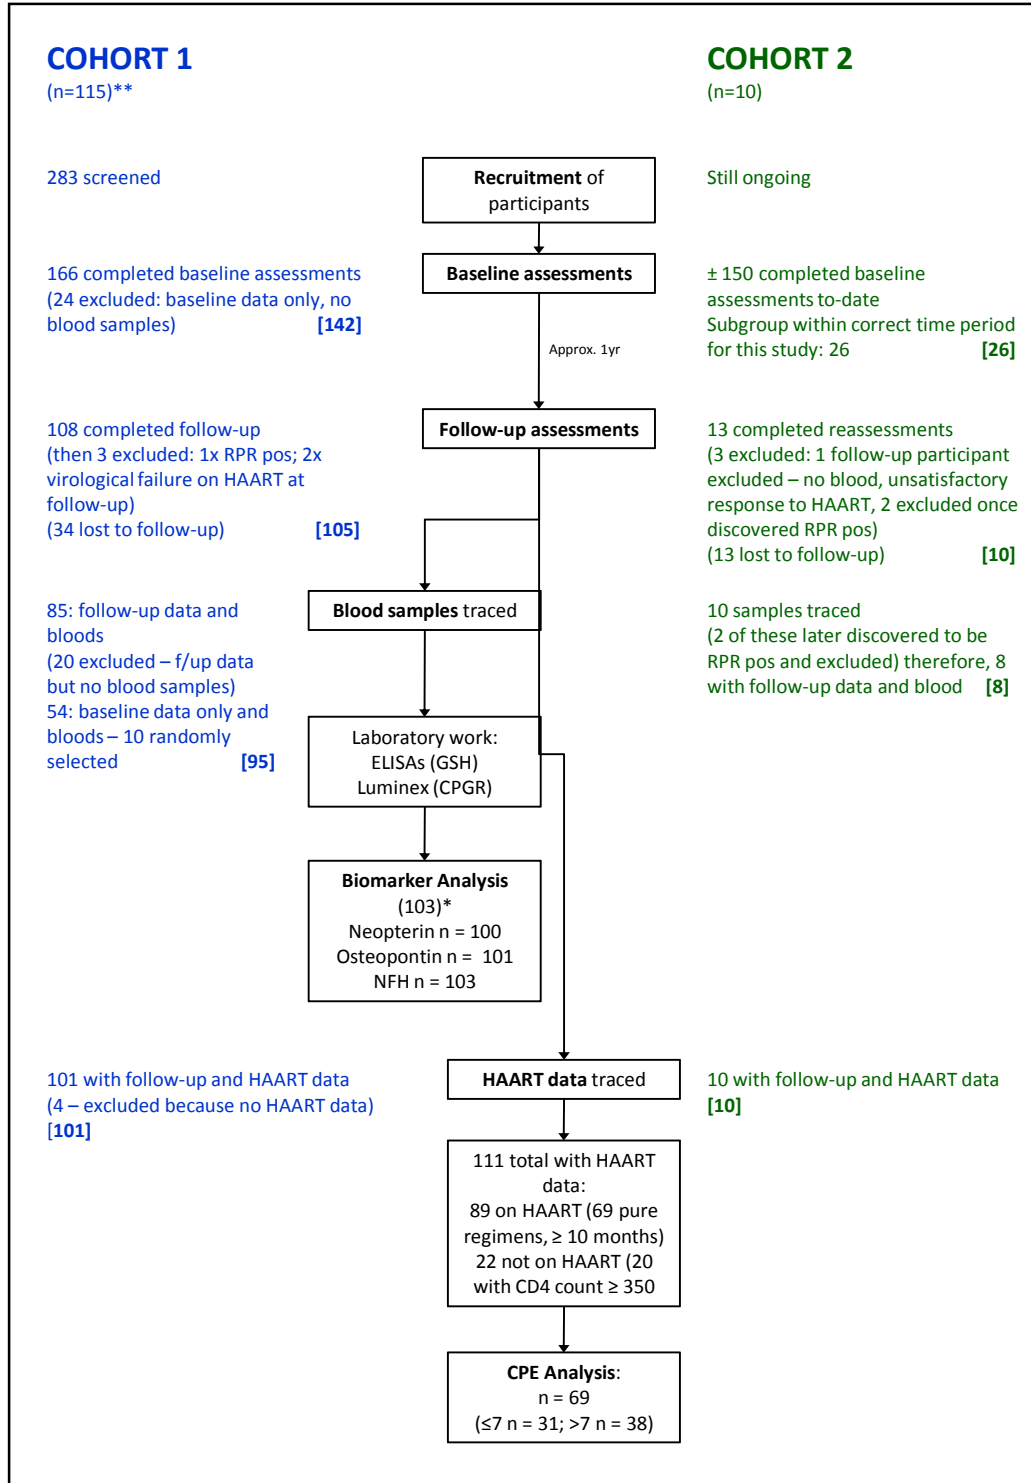 COHORT 1
(n=115)**
COHORT 2
(n=10)
283 screened
Recruitment of
participants
Still ongoing
166 completed baseline assessments
(24 excluded: baseline data only, no
blood samples) [142]
Baseline assessments
± 150 completed baseline
assessments to-date
Subgroup within correct time period
for this study: 26 [26]
Approx. 1yr
108 completed follow-up
(then 3 excluded: 1x RPR pos; 2x
virological failure on HAART at
follow-up)
(34 lost to follow-up) [105]
Follow-up assessments
13 completed reassessments
(3 excluded: 1 follow-up participant
excluded – no blood, unsatisfactory
response to HAART, 2 excluded once
discovered RPR pos)
(13 lost to follow-up) [10]
85: follow-up data and
bloods
(20 excluded – f/up data
but no blood samples)
54: baseline data only and
bloods – 10 randomly
selected [95]
Blood samples traced
10 samples traced
(2 of these later discovered to be
RPR pos and excluded) therefore, 8
with follow-up data and blood [8]
Laboratory work:
ELISAs (GSH)
Luminex (CPGR)
Biomarker Analysis
(103)*
Neopterin n = 100
Osteopontin n = 101
NFH n = 103
101 with follow-up and HAART data
(4 – excluded because no HAART data)
[101]
HAART data traced
10 with follow-up and HAART data
[10]
111 total with HAART
data:
89 on HAART (69 pure
regimens, ≥ 10 months)
22 not on HAART (20
with CD4 count ≥ 350
CPE Analysis:
n = 69
(≤7 n = 31; >7 n = 38)